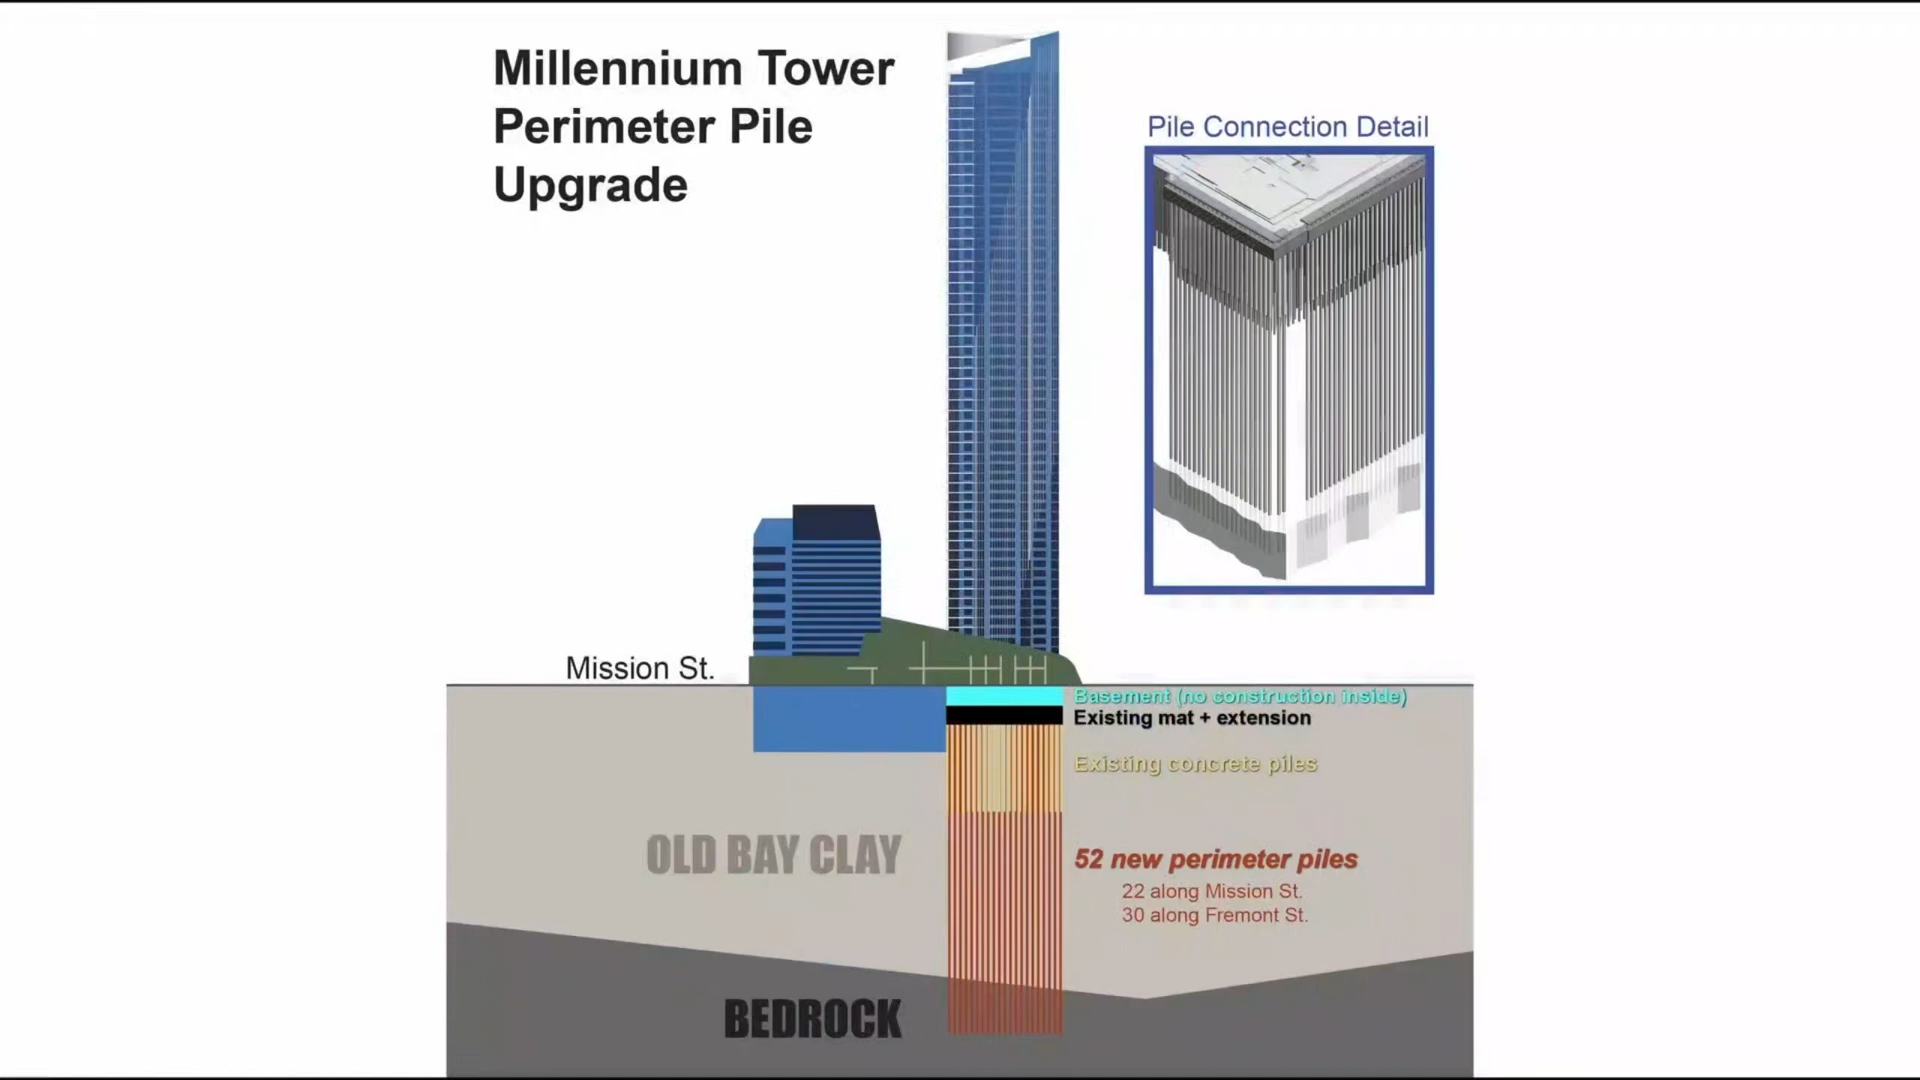 Millennium Tower
Perimeter Pile
Upgrade
Pile Connection Detail
Mission St.
Basement (no construction inside)
Existing mat + extension
Existing concrete piles
OLD BAY CLAY
52 new perimeter piles
22 along Mission St.
30 along Fremont St.
BEDROCK